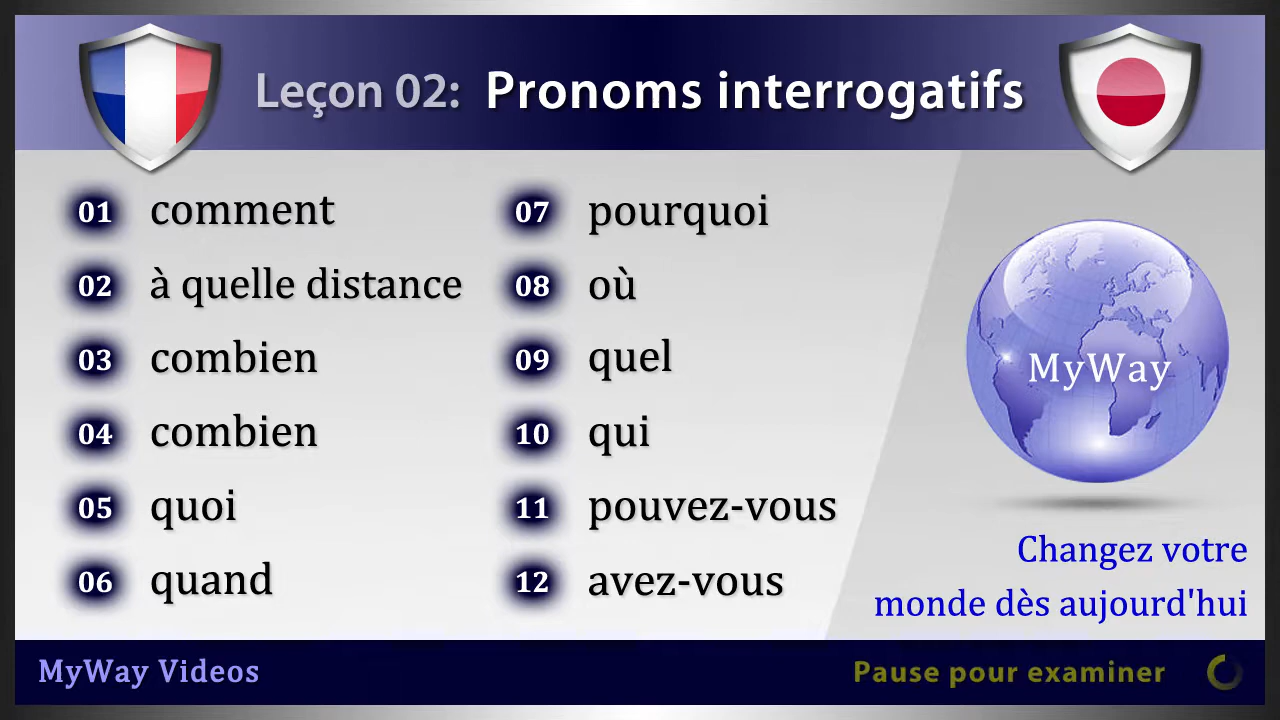 Leçon 02: Pronoms interrogatifs
01 comment
02 à quelle distance
03 combien
04 combien
05 quoi
06 quand
07 pourquoi
08 où
09 quel
10 qui
11 pouvez-vous
12 avez-vous
MyWay
Changez votre
monde dès aujourd'hui
MyWay Videos
Pause pour examiner